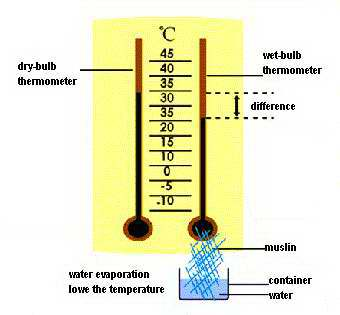 °C
dry-bulb
thermometer
wet-bulb
thermometer
45
40
35
30
35
20
15
10
0
-5
-10
difference
muslin
water evaporation
lowe the temperature
container
water